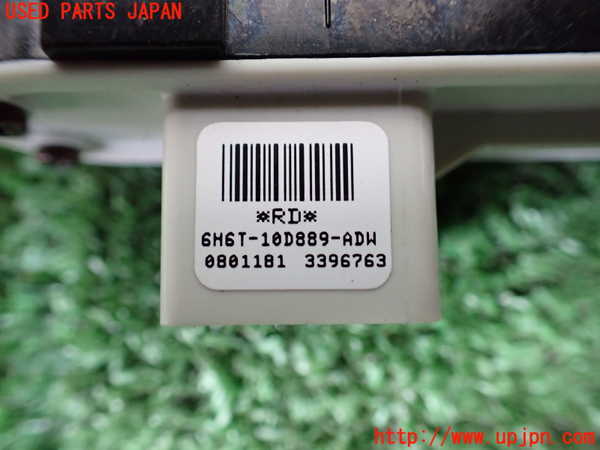 USED PARTS JAPAN
¤RD¤
6H6T-10D889-ADW
0801181 3396763
http://www.upjpn.com/